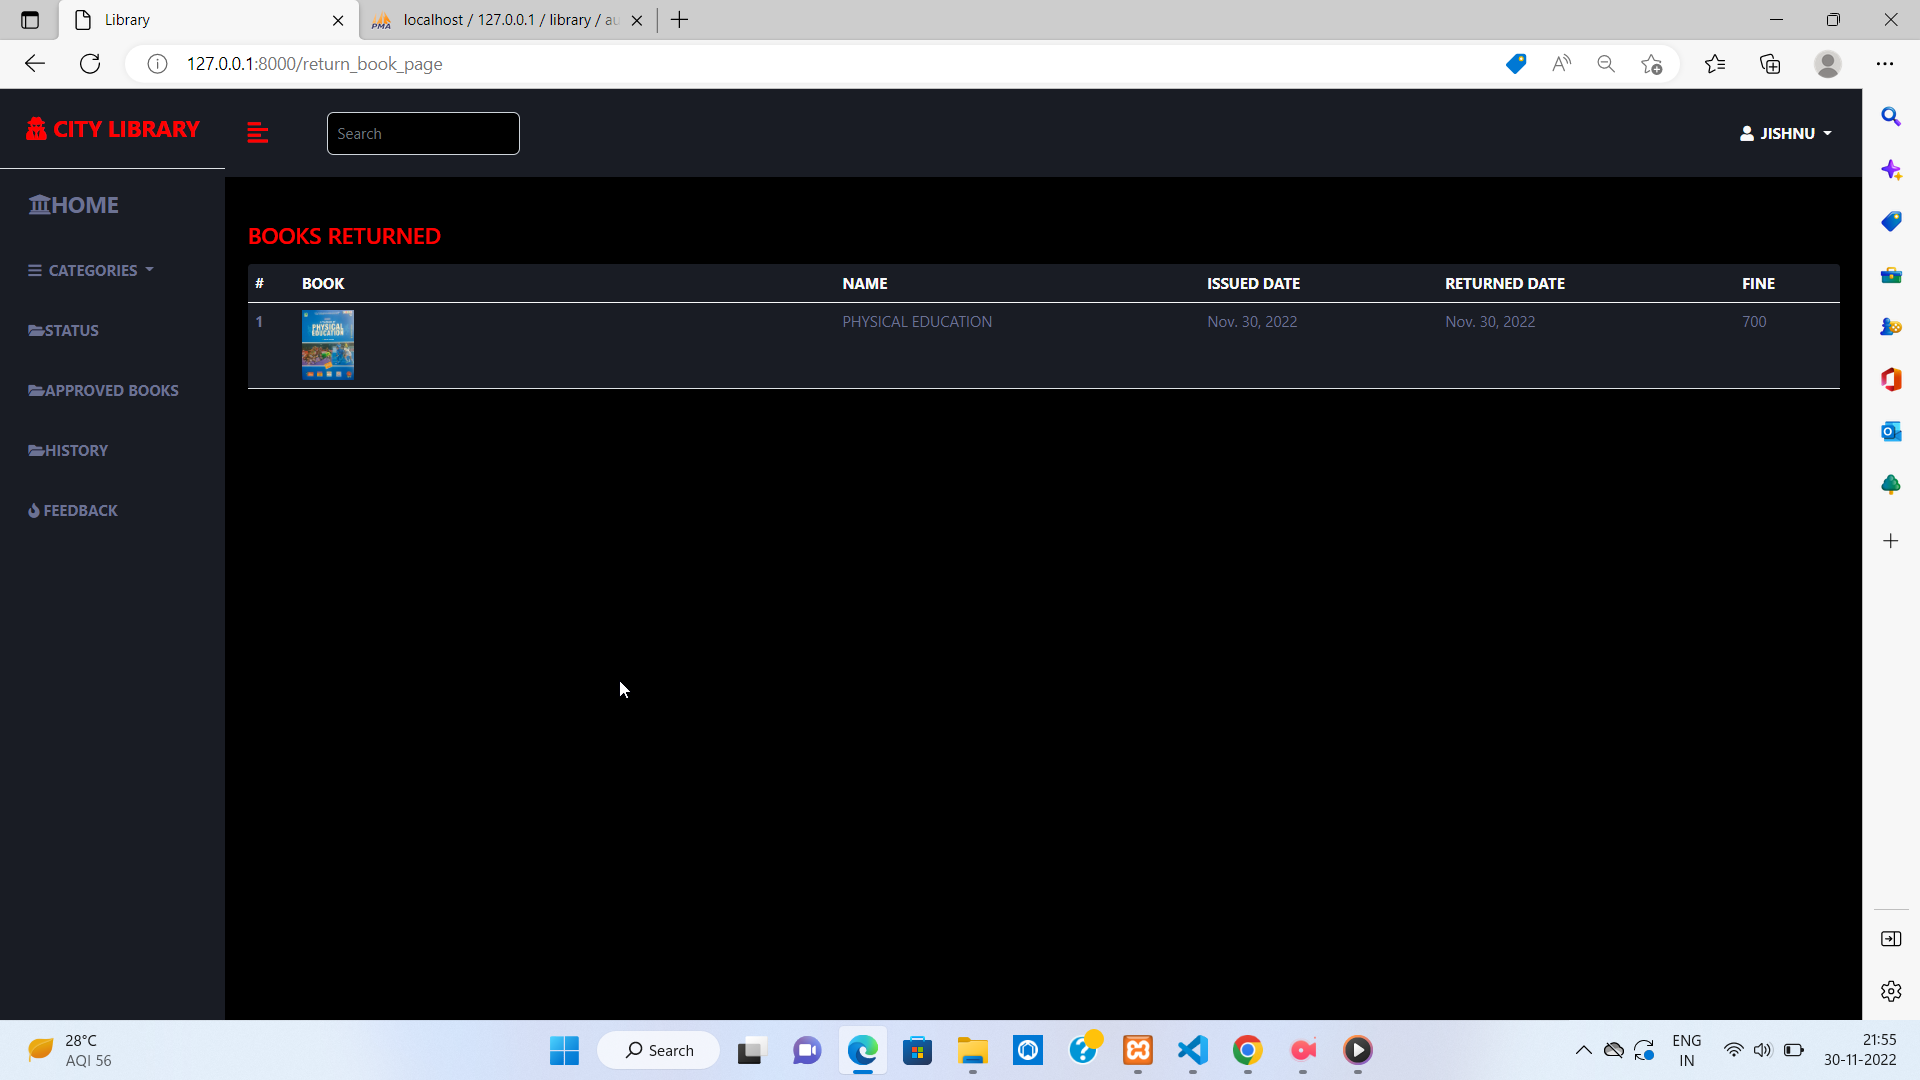 Library
localhost / 127.0.0.1 / library / au
127.0.0.1:8000/return_book_page
CITY LIBRARY
Search
JISHNU
HOME
CATEGORIES
STATUS
APPROVED BOOKS
HISTORY
FEEDBACK
BOOKS RETURNED
# BOOK NAME ISSUED DATE RETURNED DATE FINE
1 PHYSICAL EDUCATION PHYSICAL EDUCATION Nov. 30, 2022 Nov. 30, 2022 700
28°C
AQI 56
Search
ENG
IN
21:55
30-11-2022